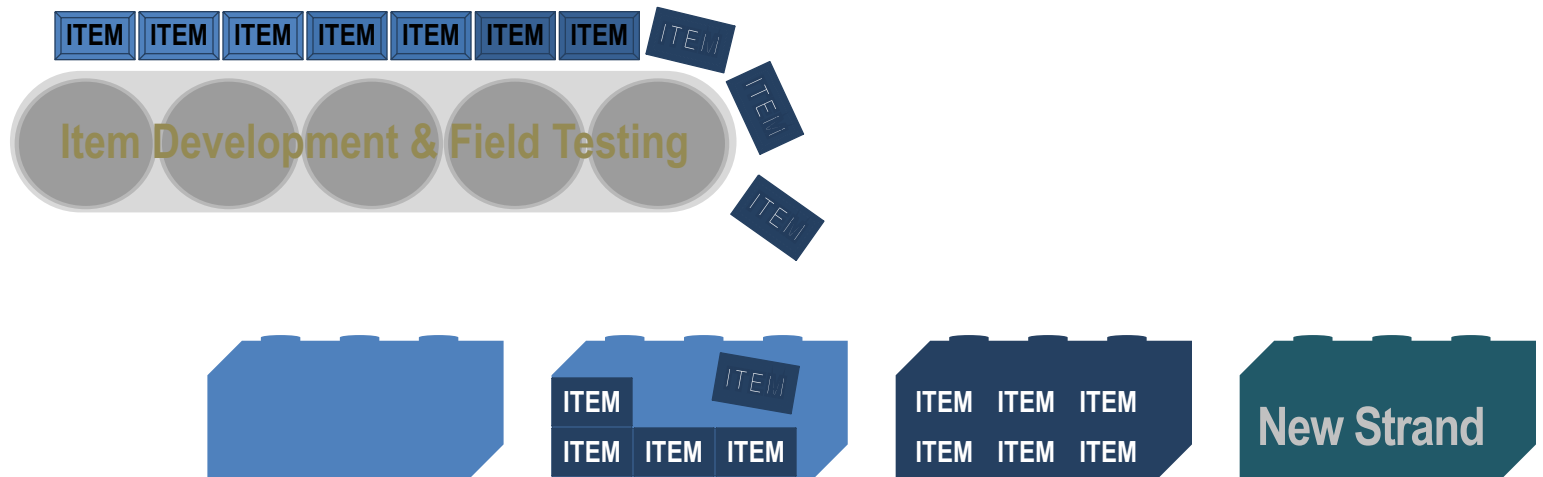 ITEM ITEM ITEM ITEM ITEM ITEM ITEM ITEM
ITEM
Item Development & Field Testing
ITEM
ITEM
ITEM ITEM ITEM ITEM
New Strand
ITEM ITEM ITEM ITEM ITEM ITEM